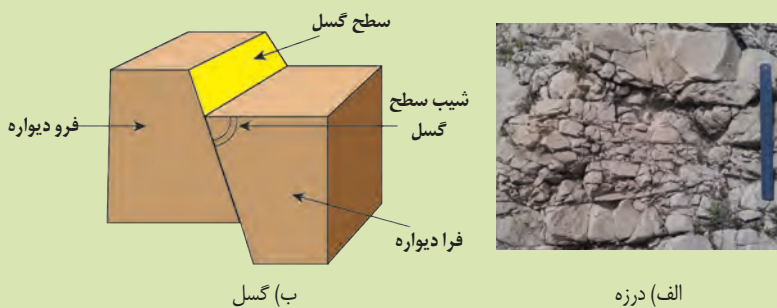 سطح گسل
شیب سطح
گسل
فرو دیواره
فرا دیواره
الف) درزه
ب) گسل